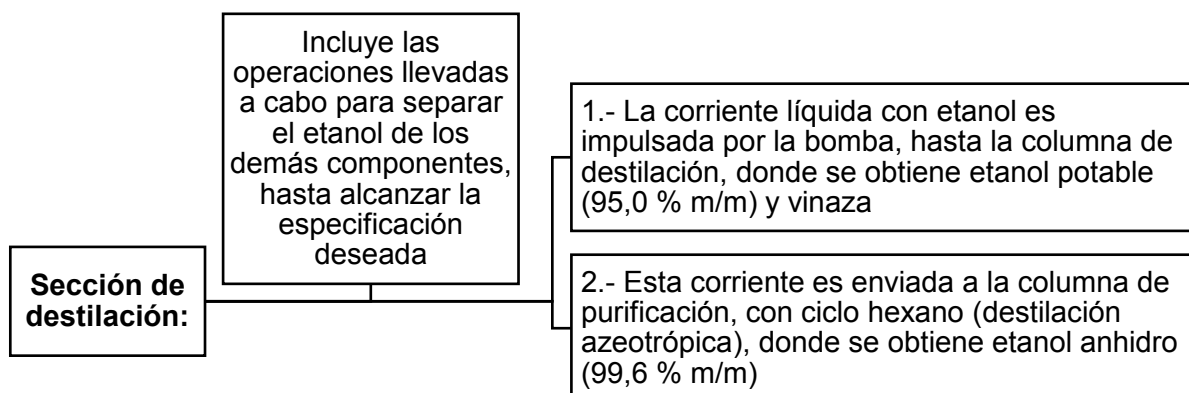 Sección de
destilación:
Incluye las
operaciones llevadas
a cabo para separar
el etanol de los
demás componentes,
hasta alcanzar la
especificación
deseada
1.- La corriente líquida con etanol es
impulsada por la bomba, hasta la columna de
destilación, donde se obtiene etanol potable
(95,0 % m/m) y vinaza
2.- Esta corriente es enviada a la columna de
purificación, con ciclo hexano (destilación
azeotrópica), donde se obtiene etanol anhidro
(99,6 % m/m)